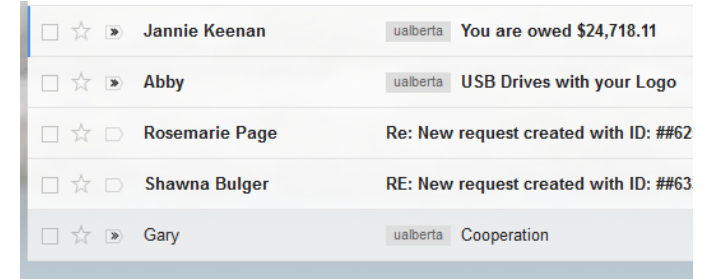 Jannie Keenan ualberta You are owed $24,718.11
Abby ualberta USB Drives with your Logo
Rosemarie Page Re: New request created with ID: ##62
Shawna Bulger RE: New request created with ID: ##63
Gary ualberta Cooperation